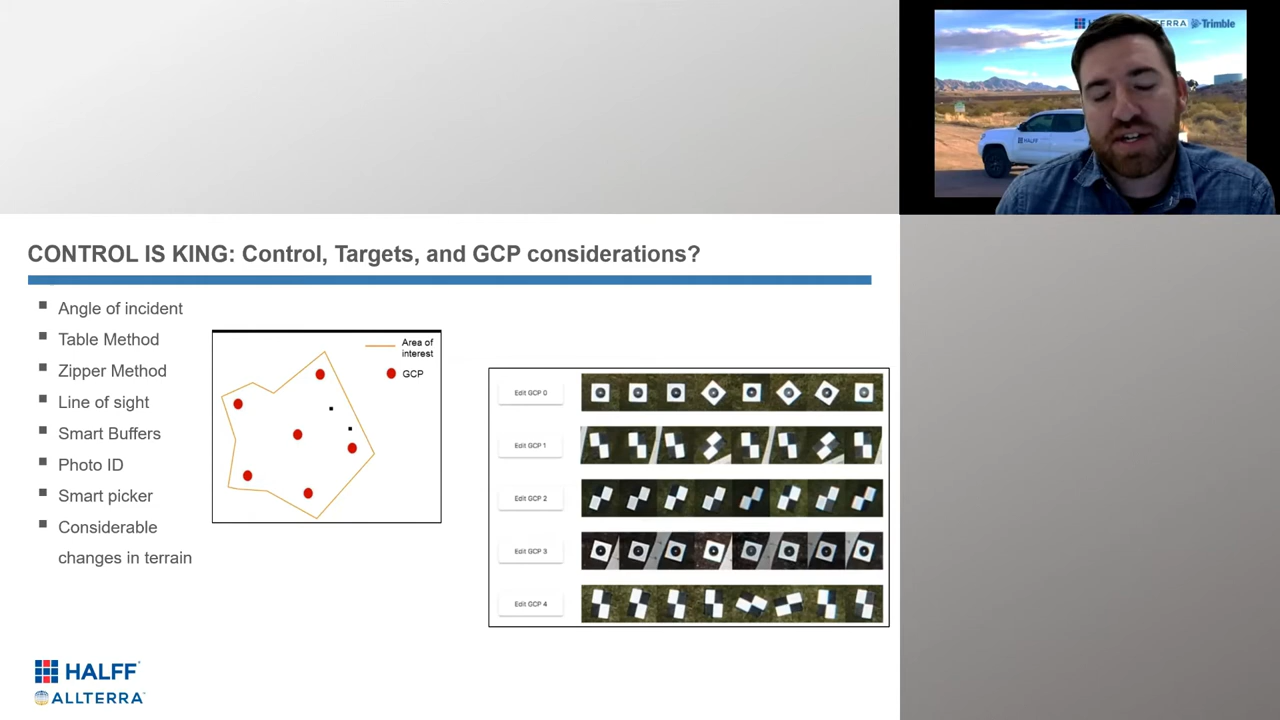 ERRA Trimble
HALFF
CONTROL IS KING: Control, Targets, and GCP considerations?
Angle of incident
Table Method
Zipper Method
Line of sight
Smart Buffers
Photo ID
Smart picker
Considerable
changes in terrain
Area of
interest
GCP
Edit GCP 0
Edit GCP 1
Edit GCP 2
Edit GCP 3
Edit GCP 4
HALFF
ALLTERRA